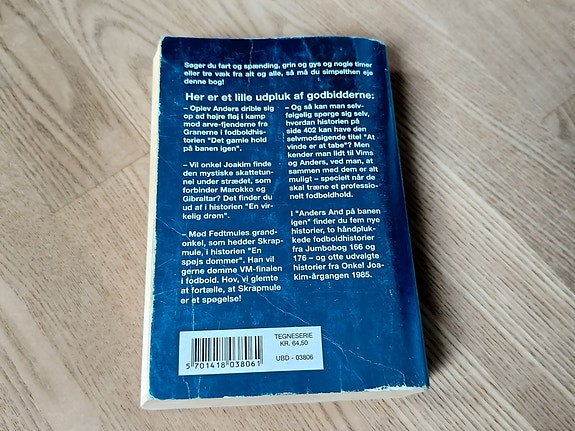 Søger du fart og spænding, grin og gys og nogle timer
eller tre væk fra alt og alle, så må du simpelthen eje
denne bog!
Her er et lille udpluk af godbidderne:
– Oplev Anders drible sig
op ad højre fløj i kamp
mod arve-fjenderne fra
Granerne i fodboldhis-
torien "Det gamle hold
på banen igen".
– Vil onkel Joakim finde
den mystiske skattetun-
nel under strædet, som
forbinder Marokko og
Gibraltar? Det finder du
ud af i historien "En vir-
kelig drøm".
– Mød Fedtmules grand-
onkel, som hedder Skrap-
mule, i historien "En
spøjs dommer". Han vil
gerne dømme VM-finalen
i fodbold. Hov, vi glemte
at fortælle, at Skrapmule
er et spøgelse!
– Og så kan man selv-
følgelig spørge sig selv,
hvordan historien på
side 402 kan have den
selvmodsigende titel "At
vinde er at tabe"? Men
kender man lidt til Vims
og Anders, ved man, at
sammen med dem er alt
muligt – specielt når de
skal træne et professio-
nelt fodboldhold.
I "Anders And på banen
igen" finder du fem nye
historier, to håndpluk-
kede fodboldhistorier
fra Jumbobog 166 og
176 – og otte udvalgte
historier fra Onkel Joa-
kim-årgangen 1985.
TEGNESERIE
KR. 64,50
UBD - 03806
5 701418 038061